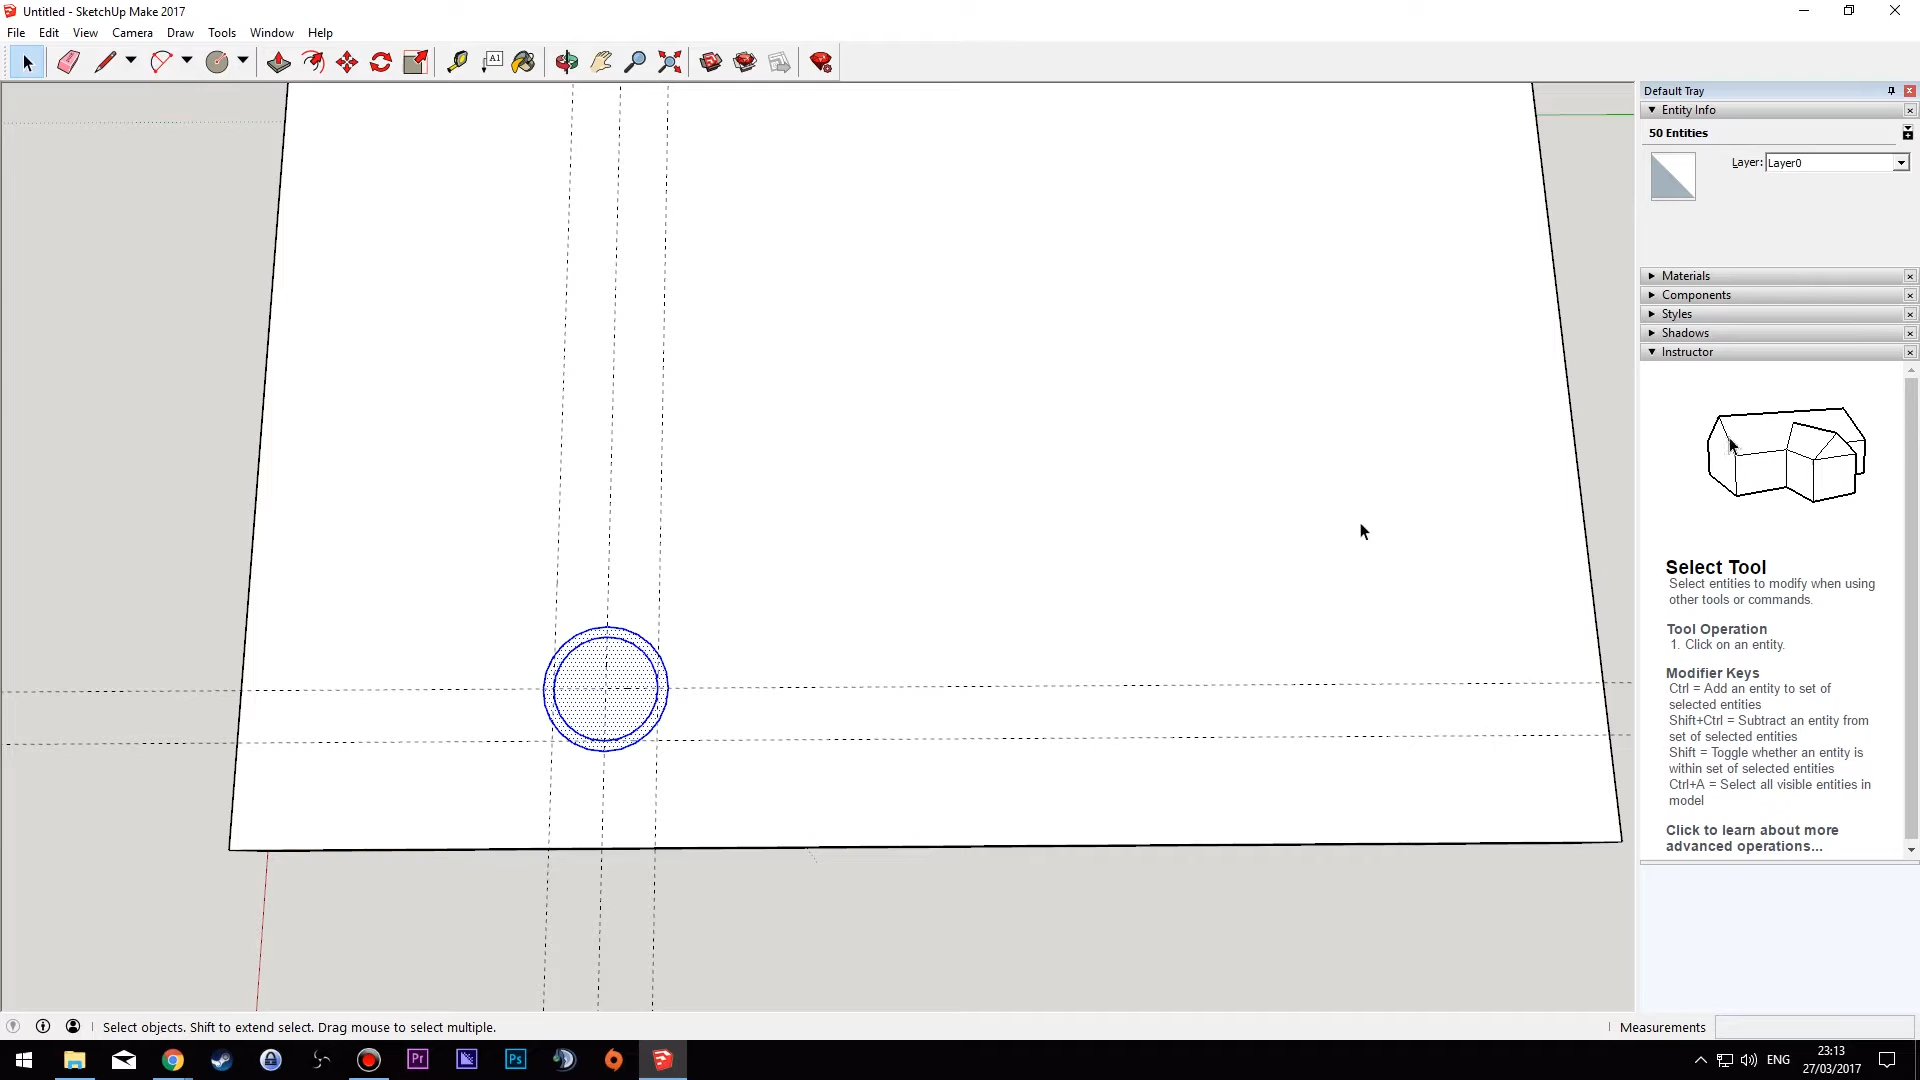 Untitled - SketchUp Make 2017
File Edit View Camera Draw Tools Window Help
A1
Default Tray
Entity Info
50 Entities
Layer: Layer0
Materials
Components
Styles
Shadows
Instructor
Select Tool
Select entities to modify when using
other tools or commands.
Tool Operation
1. Click on an entity.
Modifier Keys
Ctrl = Add an entity to set of
selected entities
Shift+Ctrl = Subtract an entity from
set of selected entities
Shift = Toggle whether an entity is
within set of selected entities
Ctrl+A = Select all visible entities in
model
Click to learn about more
advanced operations...
Select objects. Shift to extend select. Drag mouse to select multiple.
Measurements
Pr
Ps
ENG
23:13
27/03/2017